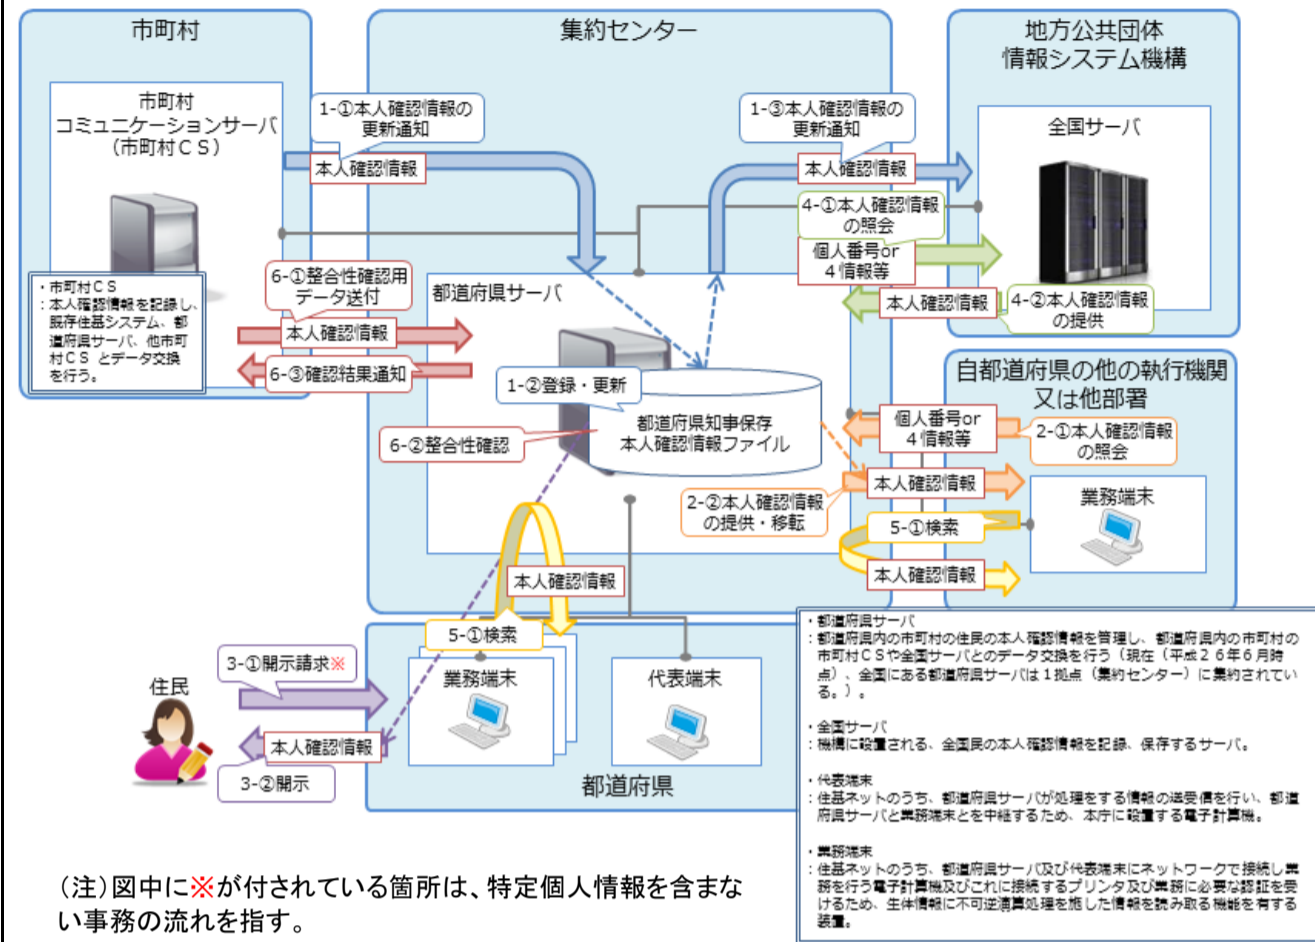 市町村
市町村
コミュニケーションサーバ
（市町村ＣＳ）
・市町村ＣＳ
：本人確認情報を記録し、
既存住基システム、都
道府県サーバ、他市町
村ＣＳ とデータ交換
を行う。
集約センター
1-①本人確認情報の
更新通知
本人確認情報
1-③本人確認情報の
更新通知
本人確認情報
4-①本人確認情報
の照会
個人番号or
４情報等
本人確認情報
4-②本人確認情報
の提供
地方公共団体
情報システム機構
全国サーバ
6-①整合性確認用
データ送付
本人確認情報
6-③確認結果通知
都道府県サーバ
1-②登録・更新
6-②整合性確認
都道府県知事保存
本人確認情報ファイル
自都道府県の他の執行機関
又は他部署
個人番号or
４情報等
2-①本人確認情報
の照会
本人確認情報
2-②本人確認情報
の提供・移転
業務端末
5-①検索
本人確認情報
本人確認情報
5-①検索
業務端末
代表端末
都道府県
住民
3-①開示請求※
本人確認情報
3-②開示
・都道府県サーバ
：都道府県内の市町村の住民の本人確認情報を管理し、都道府県内の市町村の
市町村ＣＳや全国サーバとのデータ交換を行う（現在（平成２６年６月時
点）、全国にある都道府県サーバは１拠点（集約センター）に集約されてい
る。）。
・全国サーバ
：機構に設置される、全国民の本人確認情報を記録、保存するサーバ。
・代表端末
：住基ネットのうち、都道府県サーバが処理をする情報の送受信を行い、都道
府県サーバと業務端末とを中継するため、本庁に設置する電子計算機。
・業務端末
：住基ネットのうち、都道府県サーバ及び代表端末にネットワークで接続し業
務を行う電子計算機及びこれに接続するプリンタ及び業務に必要な認証を受
けるため、生体情報に不可逆演算処理を施した情報を読み取る機能を有する
装置。
（注）図中に※が付されている箇所は、特定個人情報を含まな
い事務の流れを指す。